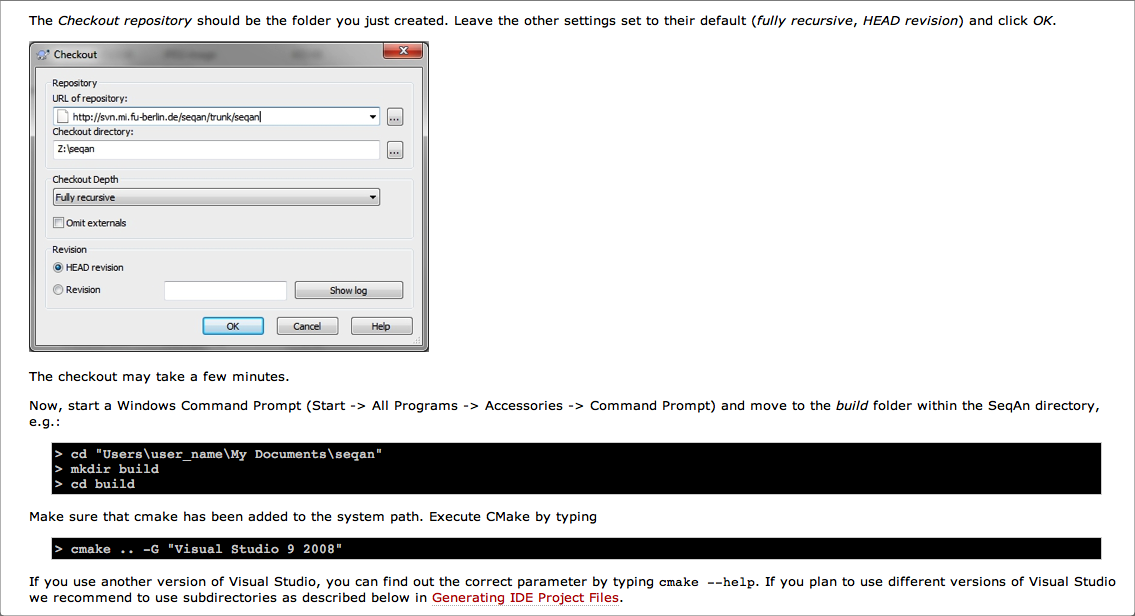 The Checkout repository should be the folder you just created. Leave the other settings set to their default (fully recursive, HEAD revision) and click OK.
Checkout
Repository
URL of repository:
http://svn.mi.fu-berlin.de/seqan/trunk/seqan
...
Checkout directory:
Z:\seqan
...
Checkout Depth
Fully recursive
Omit externals
Revision
HEAD revision
Revision
Show log
OK Cancel Help
The checkout may take a few minutes.
Now, start a Windows Command Prompt (Start -> All Programs -> Accessories -> Command Prompt) and move to the build folder within the SeqAn directory,
e.g.:
> cd "Users\user_name\My Documents\seqan"
> mkdir build
> cd build
Make sure that cmake has been added to the system path. Execute CMake by typing
> cmake .. -G "Visual Studio 9 2008"
If you use another version of Visual Studio, you can find out the correct parameter by typing cmake --help. If you plan to use different versions of Visual Studio
we recommend to use subdirectories as described below in Generating IDE Project Files.